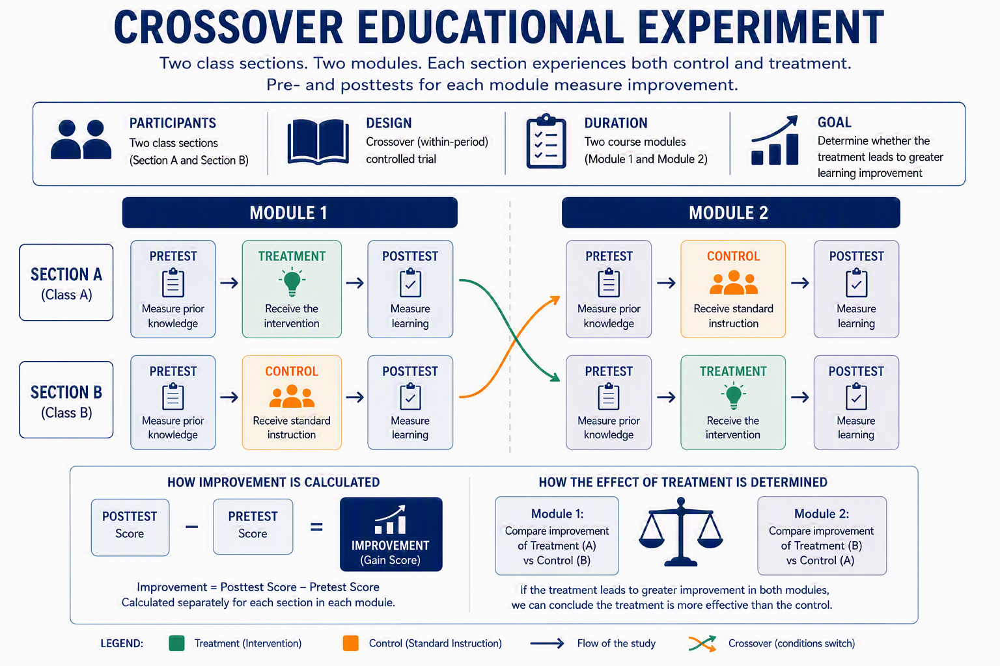 CROSSOVER EDUCATIONAL EXPERIMENT
Two class sections. Two modules. Each section experiences both control and treatment.
Pre- and posttests for each module measure improvement.
PARTICIPANTS
Two class sections
(Section A and Section B)
DESIGN
Crossover (within-period)
controlled trial
DURATION
Two course modules
(Module 1 and Module 2)
GOAL
Determine whether the
treatment leads to greater
learning improvement
MODULE 1
MODULE 2
SECTION A
(Class A)
PRETEST
Measure prior
knowledge
TREATMENT
Receive the
intervention
POSTTEST
Measure
learning
PRETEST
Measure prior
knowledge
CONTROL
Receive standard
instruction
POSTTEST
Measure
learning
SECTION B
(Class B)
PRETEST
Measure prior
knowledge
CONTROL
Receive standard
instruction
POSTTEST
Measure
learning
PRETEST
Measure prior
knowledge
TREATMENT
Receive the
intervention
POSTTEST
Measure
learning
HOW IMPROVEMENT IS CALCULATED
POSTTEST
Score
−
PRETEST
Score
=
IMPROVEMENT
(Gain Score)
Improvement = Posttest Score – Pretest Score
Calculated separately for each section in each module.
HOW THE EFFECT OF TREATMENT IS DETERMINED
Module 1:
Compare improvement
of Treatment (A)
vs Control (B)
Module 2:
Compare improvement
of Treatment (B)
vs Control (A)
If the treatment leads to greater improvement in both modules,
we can conclude the treatment is more effective than the control.
LEGEND:
Treatment (Intervention)
Control (Standard Instruction)
Flow of the study
Crossover (conditions switch)